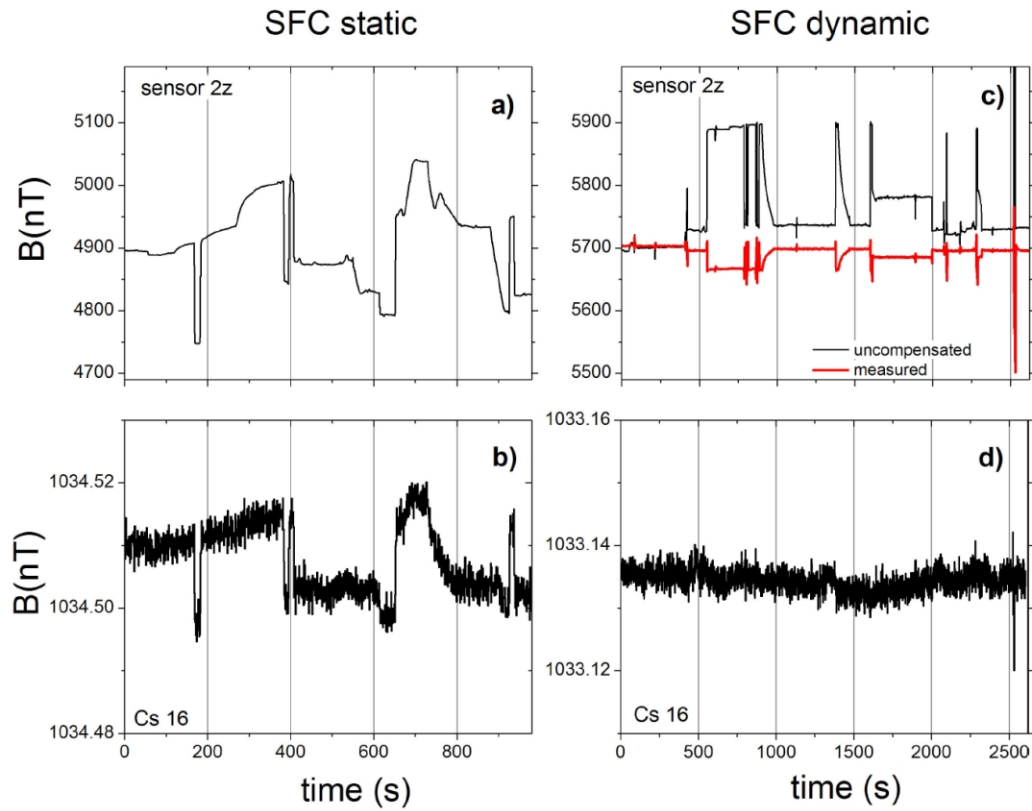 SFC static
SFC dynamic
sensor 2z
a)
5100
5000
4900
4800
4700
B(nT)
sensor 2z
c)
5900
5800
5700
5600
5500
uncompensated
measured
b)
1034.52
1034.50
1034.48
B(nT)
Cs 16
0 200 400 600 800
time (s)
d)
1033.16
1033.14
1033.12
Cs 16
0 500 1000 1500 2000 2500
time (s)